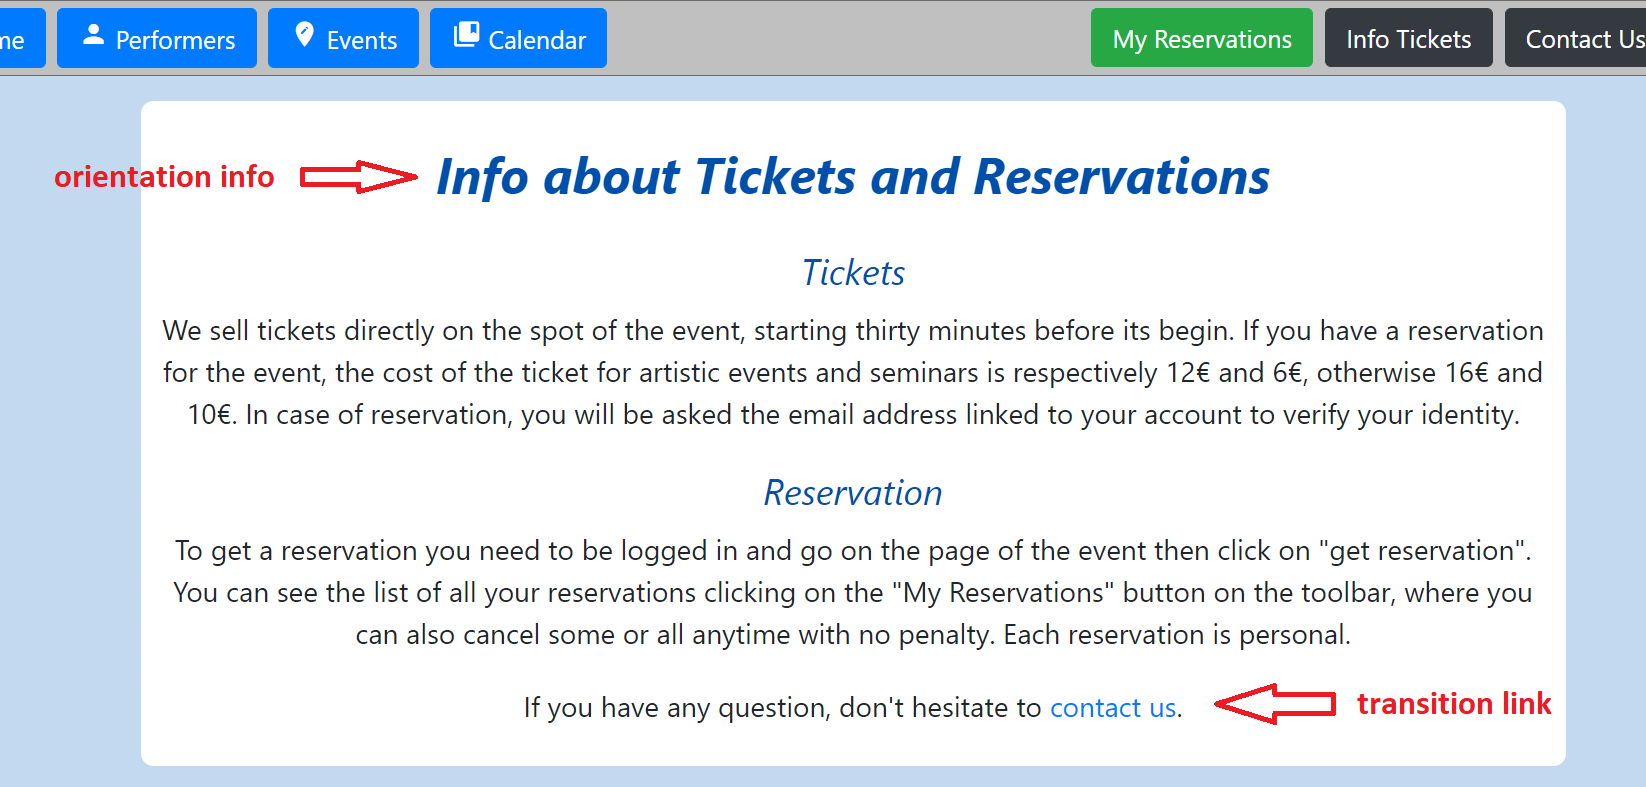 me Performers Events Calendar My Reservations Info Tickets Contact Us
orientation info Info about Tickets and Reservations
Tickets
We sell tickets directly on the spot of the event, starting thirty minutes before its begin. If you have a reservation
for the event, the cost of the ticket for artistic events and seminars is respectively 12€ and 6€, otherwise 16€ and
10€. In case of reservation, you will be asked the email address linked to your account to verify your identity.
Reservation
To get a reservation you need to be logged in and go on the page of the event then click on "get reservation".
You can see the list of all your reservations clicking on the "My Reservations" button on the toolbar, where you
can also cancel some or all anytime with no penalty. Each reservation is personal.
If you have any question, don't hesitate to contact us. transition link